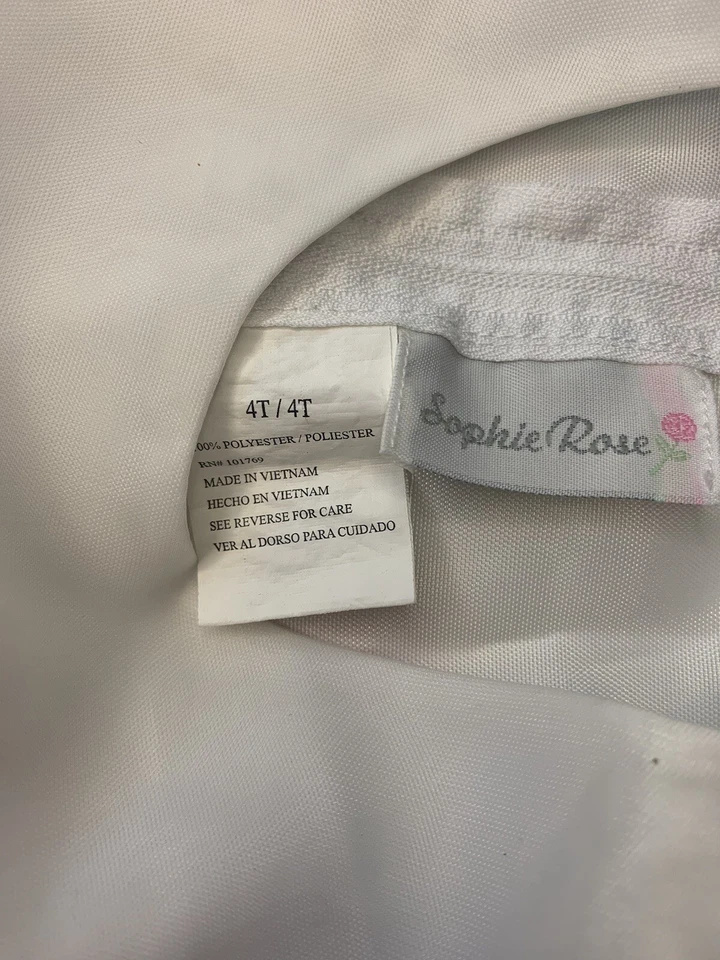 4T / 4T
00% POLYESTER / POLIESTER
RN# 101769
MADE IN VIETNAM
HECHO EN VIETNAM
SEE REVERSE FOR CARE
VER AL DORSO PARA CUIDADO
Sophie Rose